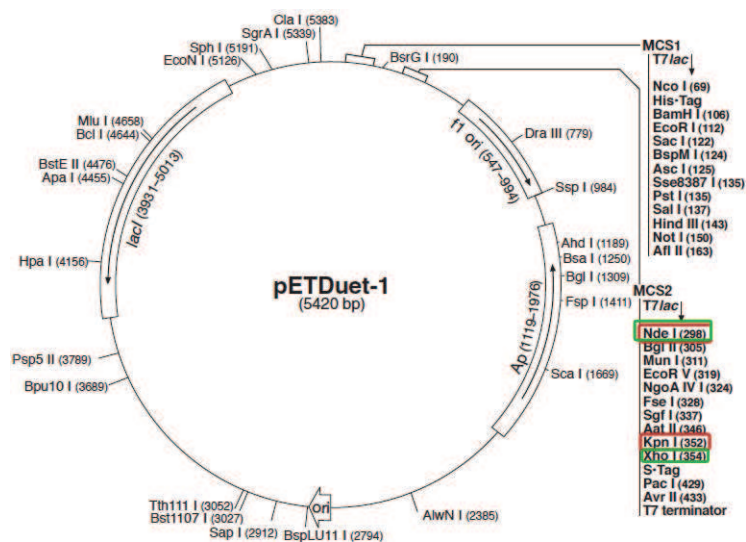 Cla I (5383)
SgrA I (5339)
Sph I (5191)
EcoN I (5126)
Mlu I (4658)
Bcl I (4644)
BstE II (4476)
Apa I (4455)
lacI (3931–5013)
Hpa I (4156)
Psp5 II (3789)
Bpu10 I (3689)
Tth111 I (3052)
Bst1107 I (3027)
Sap I (2912)
BspLU11 I (2794)
ori
AlwN I (2385)
pETDuet-1
(5420 bp)
BsrG I (190)
f1 ori (547–994)
Dra III (779)
Ssp I (984)
Ahd I (1189)
Bsa I (1250)
Bgl I (1309)
Fsp I (1411)
Ap (1119–1976)
Sca I (1669)
MCS1
T7lac
Nco I (69)
His•Tag
BamH I (106)
EcoR I (112)
Sac I (122)
BspM I (124)
Asc I (125)
Sse8387 I (135)
Pst I (135)
Sal I (137)
Hind III (143)
Not I (150)
Afl II (163)
MCS2
T7lac
Nde I (298)
Bgl II (305)
Mun I (311)
EcoR V (319)
NgoA IV I (324)
Fse I (328)
Sgf I (337)
Aat II (346)
Kpn I (352)
Xho I (354)
S•Tag
Pac I (429)
Avr II (433)
T7 terminator